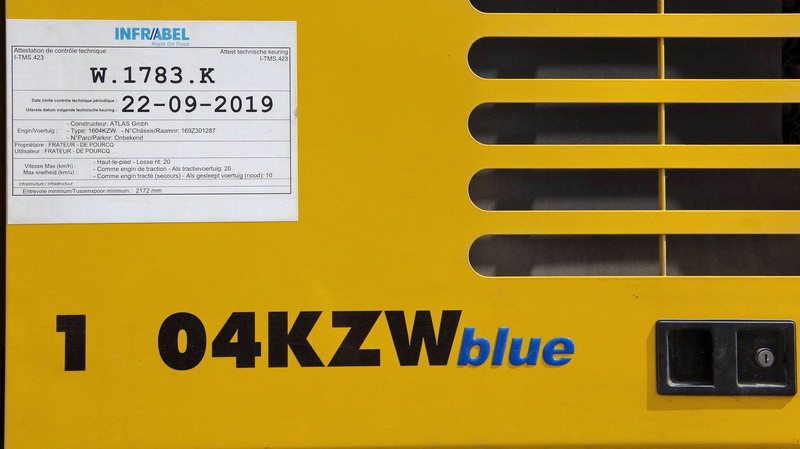 INFRABEL
Right On Track
Attestation de contrôle technique Attest technische keuring
I-TMS.423 I-TMS.423
W.1783.K
Date limite contrôle technique périodique :
Uiterste datum volgende technische keuring : 22-09-2019
- Constructeur: ATLAS Gmbh
Engin/Voertuig : - Type: 1604KZW - N°Châssis/Raamnr: 169Z301287
- N°Parc/Parknr: Onbekend
Propriétaire : FRATEUR - DE POURCQ
Utilisateur : FRATEUR - DE POURCQ
- Haut-le-pied - Losse rit: 20
Vitesse Max (km/h) : - Comme engin de traction - Als tractievoertuig: 20
Max snelheid (km/u) : - Comme engin tracté (secours) - Als gesleept voertuig (nood): 10
Infrastructure / Infrastructuur
Entrevoie minimum/Tussenspoor minimum : 2172 mm
1 04KZWblue